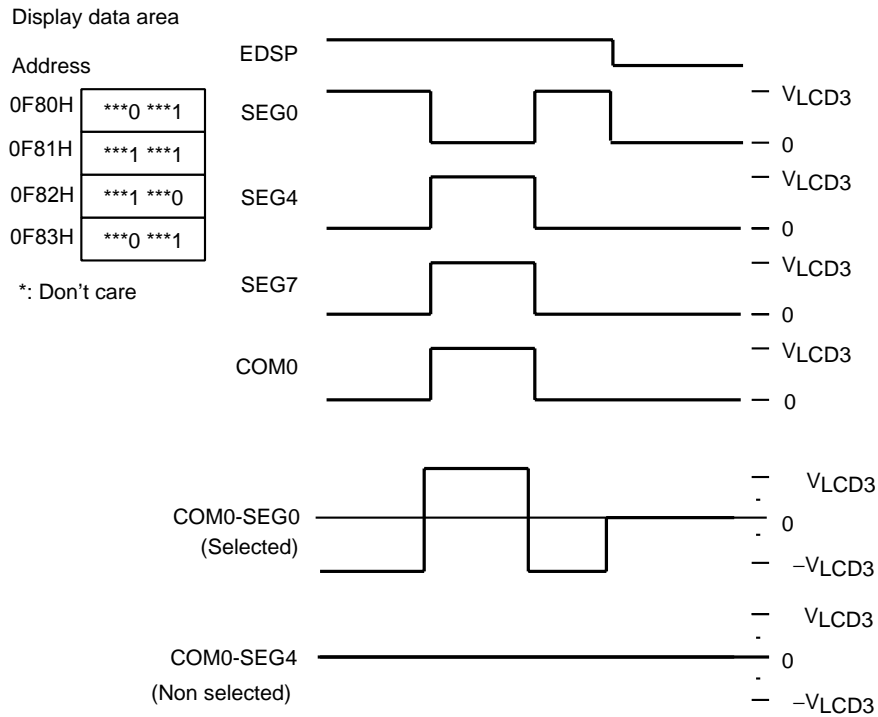 Display data area
Address
0F80H ***0 ***1
0F81H ***1 ***1
0F82H ***1 ***0
0F83H ***0 ***1
*: Don't care
EDSP
SEG0
VLCD3
0
SEG4
VLCD3
0
SEG7
VLCD3
0
COM0
VLCD3
0
COM0-SEG0
(Selected)
VLCD3
0
−VLCD3
COM0-SEG4
(Non selected)
VLCD3
0
−VLCD3